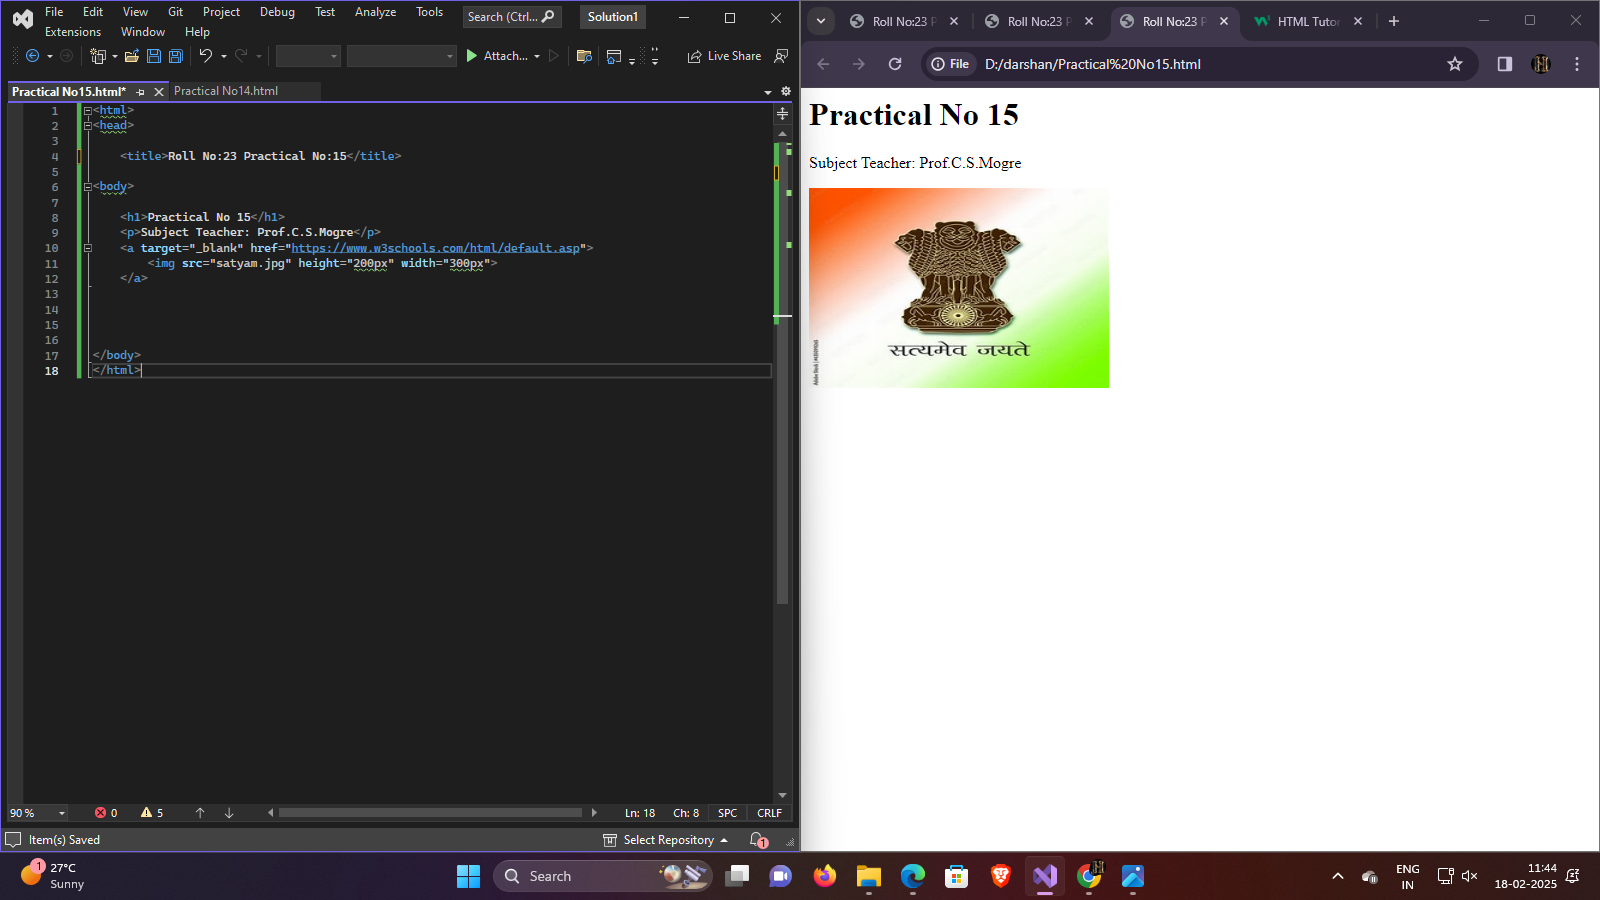 File Edit View Git Project Debug Test Analyze Tools Search (Ctrl... Solution1
Extensions Window Help
Attach... Live Share
Practical No15.html* Practical No14.html
1 <html>
2 <head>
3
4 <title>Roll No:23 Practical No:15</title>
5
6 <body>
7
8 <h1>Practical No 15</h1>
9 <p>Subject Teacher: Prof.C.S.Mogre</p>
10 <a target="_blank" href="https://www.w3schools.com/html/default.asp">
11 <img src="satyam.jpg" height="200px" width="300px">
12 </a>
13
14
15
16
17 </body>
18 </html>
90 % 0 5 Ln: 18 Ch: 8 SPC CRLF
Item(s) Saved Select Repository 1
Roll No:23 P Roll No:23 P Roll No:23 P HTML Tutor
File D:/darshan/Practical%20No15.html
Practical No 15
Subject Teacher: Prof.C.S.Mogre
सत्यमेव जयते
1 27°C
Sunny
Search
ENG
IN
11:44
18-02-2025